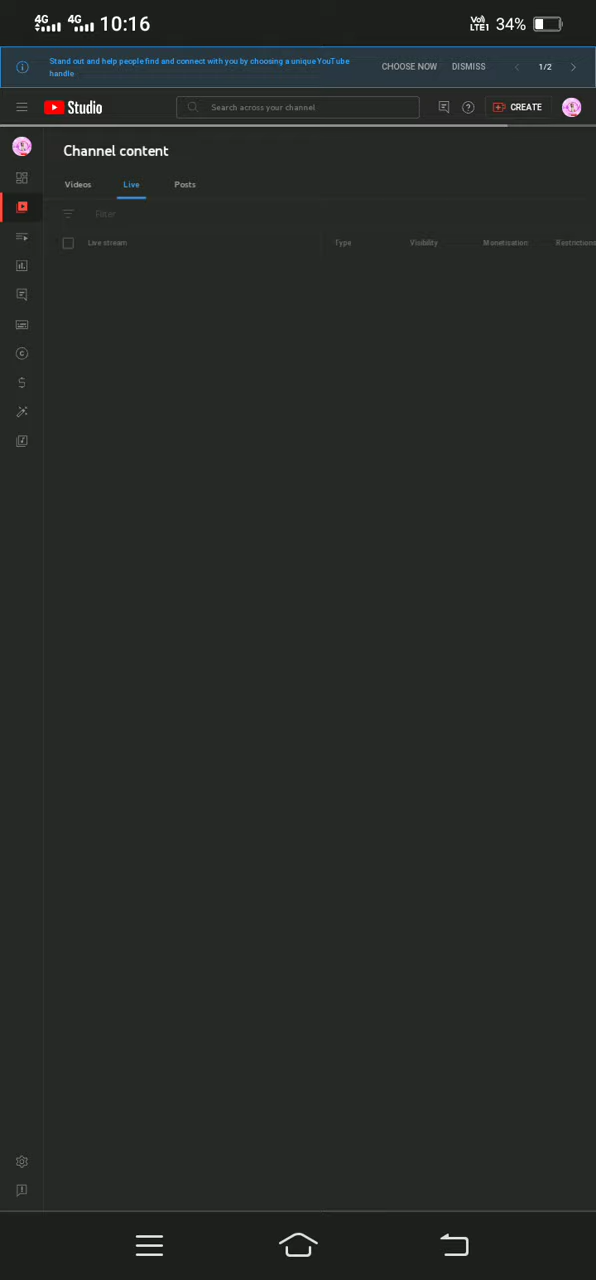 4G 4G 10:16 Vo) LTE1 34%
Stand out and help people find and connect with you by choosing a unique YouTube
handle
CHOOSE NOW DISMISS 1/2
Studio Search across your channel CREATE
Channel content
Videos Live Posts
Filter
Live stream Type Visibility Monetisation Restrictions